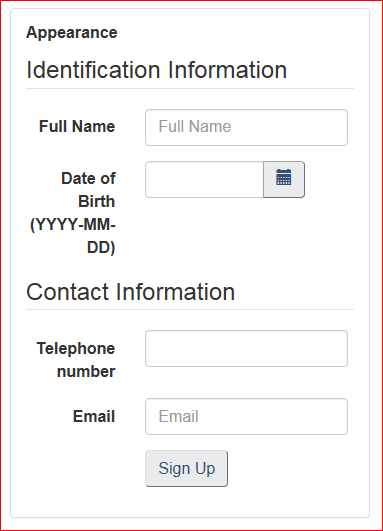 Appearance
Identification Information
Full Name
Full Name
Date of
Birth
(YYYY-MM-
DD)
Contact Information
Telephone
number
Email
Email
Sign Up